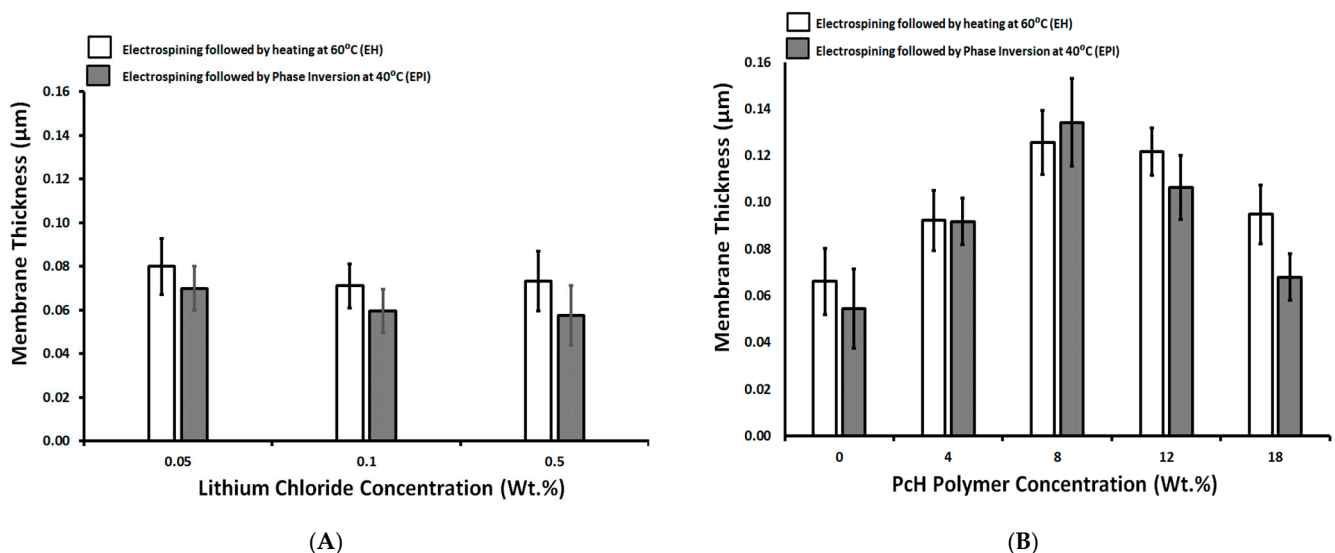 Electrospining followed by heating at 60°C (EH)
Electrospining followed by Phase Inversion at 40°C (EPI)
Membrane Thickness (µm)
0.16
0.14
0.12
0.10
0.08
0.06
0.04
0.02
0.00
0.05 0.1 0.5
Lithium Chloride Concentration (Wt.%)
(A)
Electrospining followed by heating at 60°C (EH)
Electrospining followed by Phase Inversion at 40°C (EPI)
Membrane Thickness (µm)
0.16
0.14
0.12
0.10
0.08
0.06
0.04
0.02
0.00
0 4 8 12 18
PcH Polymer Concentration (Wt.%)
(B)